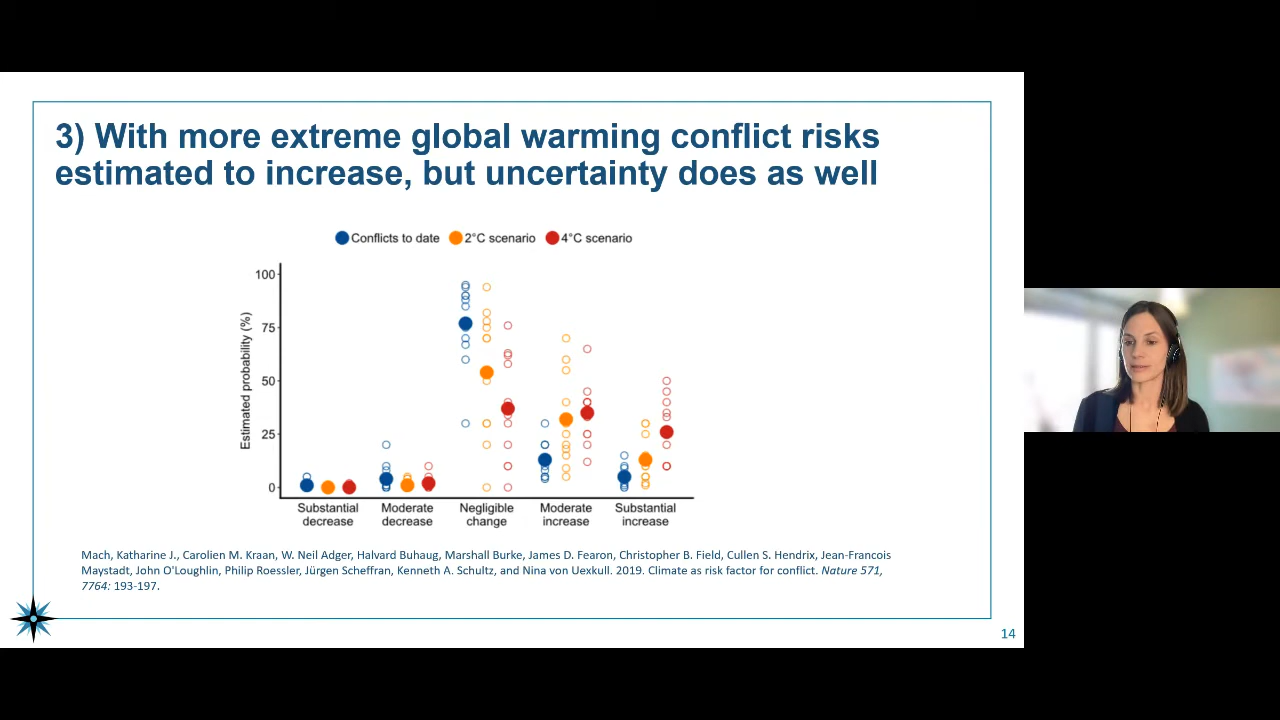 3) With more extreme global warming conflict risks
estimated to increase, but uncertainty does as well
Conflicts to date 2°C scenario 4°C scenario
Estimated probability (%)
100
75
50
25
0
Substantial decrease
Moderate decrease
Negligible change
Moderate increase
Substantial increase
Mach, Katharine J., Carolien M. Kraan, W. Neil Adger, Halvard Buhaug, Marshall Burke, James D. Fearon, Christopher B. Field, Cullen S. Hendrix, Jean-Francois
Maystadt, John O'Loughlin, Philip Roessler, Jürgen Scheffran, Kenneth A. Schultz, and Nina von Uexkull. 2019. Climate as risk factor for conflict. Nature 571,
7764: 193-197.
14